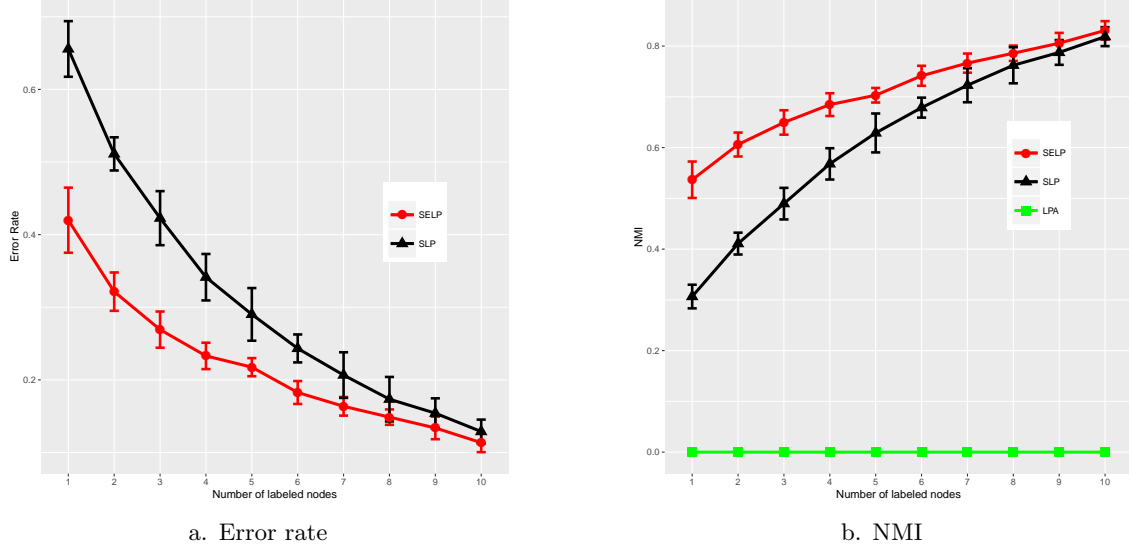 0.6
0.4
0.2
Error Rate
SELP
SLP
1 2 3 4 5 6 7 8 9 10
Number of labeled nodes
a. Error rate
0.8
0.6
0.4
0.2
0.0
NMI
SELP
SLP
LPA
1 2 3 4 5 6 7 8 9 10
Number of labeled nodes
b. NMI